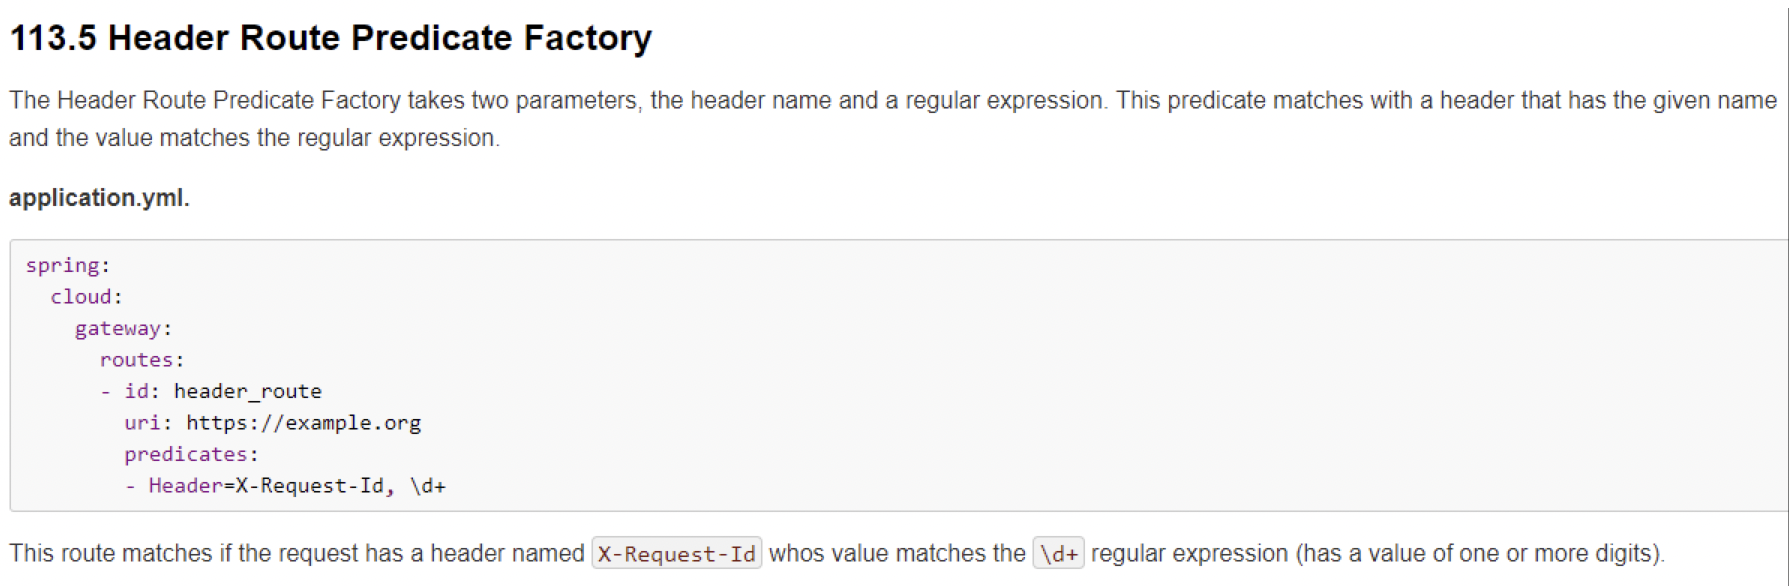 113.5 Header Route Predicate Factory
The Header Route Predicate Factory takes two parameters, the header name and a regular expression. This predicate matches with a header that has the given name
and the value matches the regular expression.
application.yml.
spring:
  cloud:
    gateway:
      routes:
      - id: header_route
        uri: https://example.org
        predicates:
        - Header=X-Request-Id, \d+
This route matches if the request has a header named X-Request-Id whos value matches the \d+ regular expression (has a value of one or more digits).